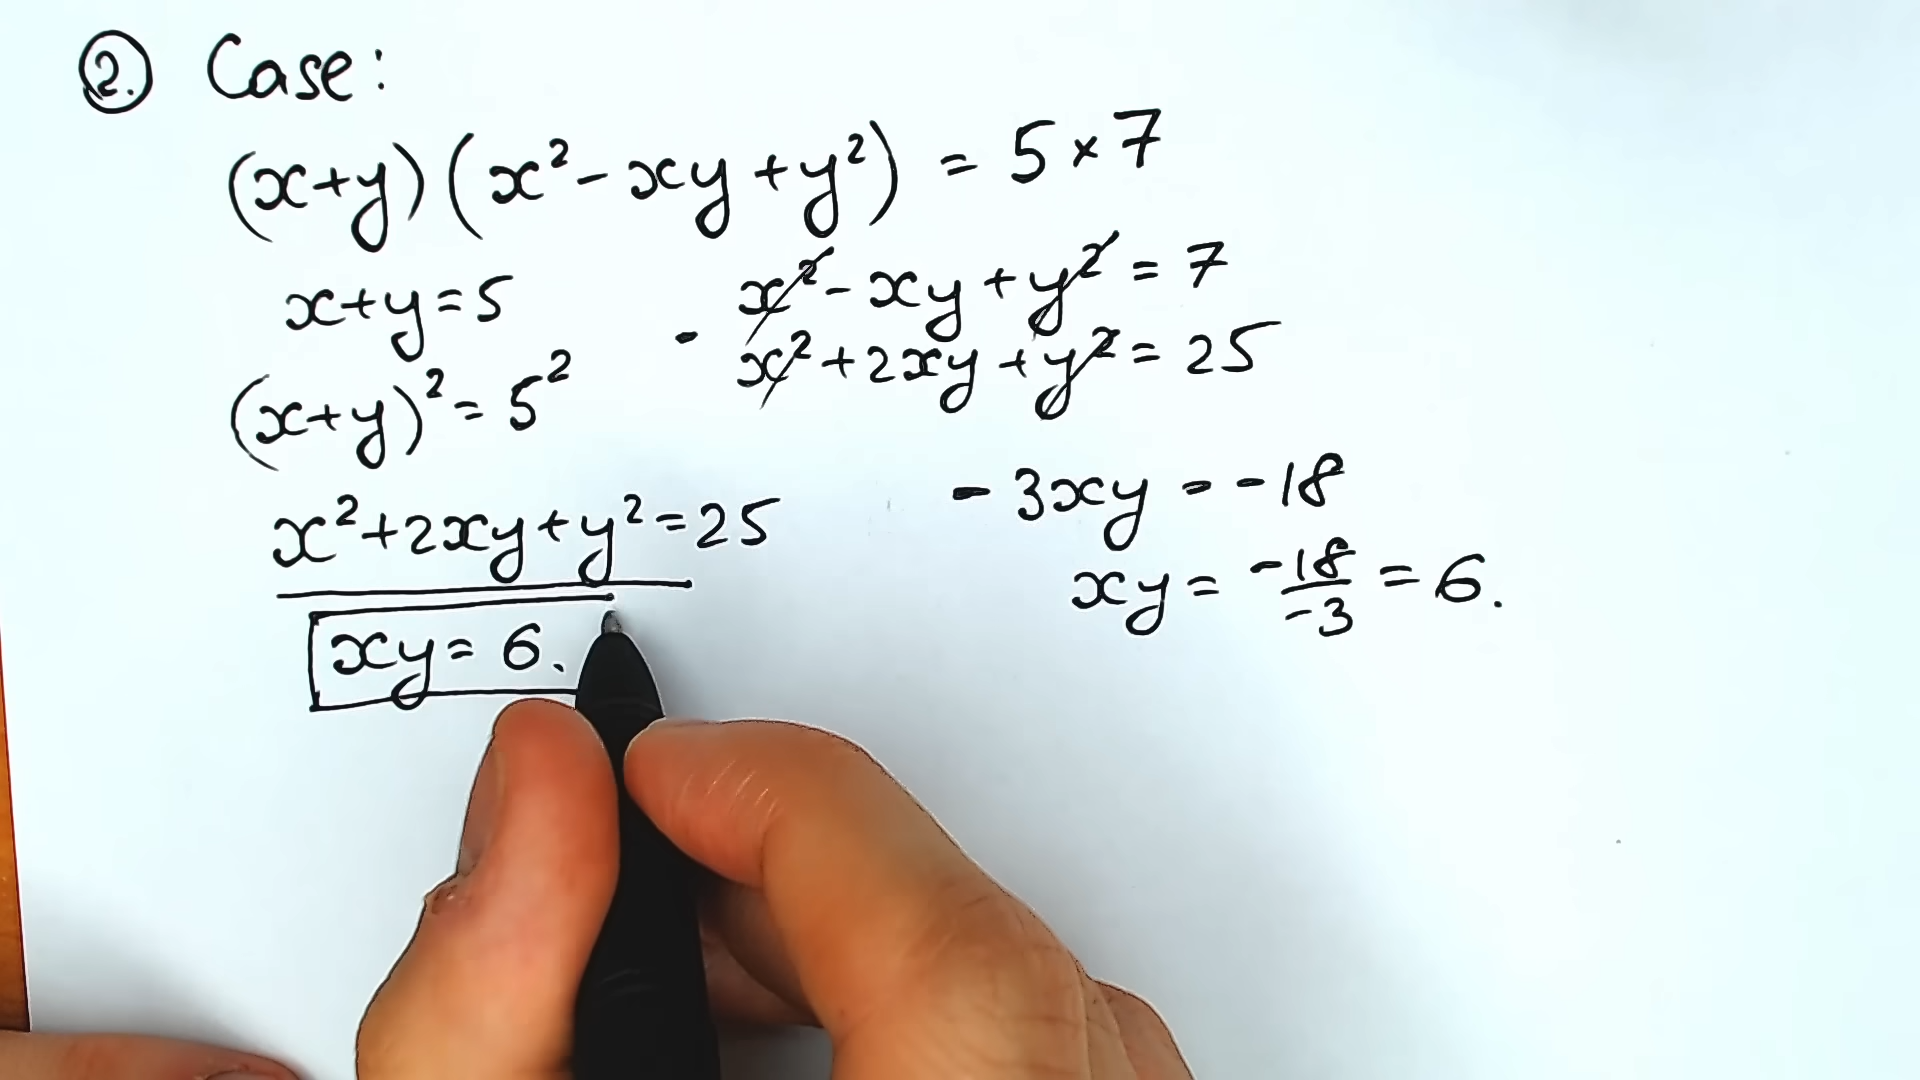 2. Case:
(x+y)(x²-xy+y²) = 5×7
x+y=5
(x+y)²=5²
x²+2xy+y²=25
xy=6.
x²-xy+y²=7
- x²+2xy+y²=25
-3xy = -18
xy = -18/-3 = 6.